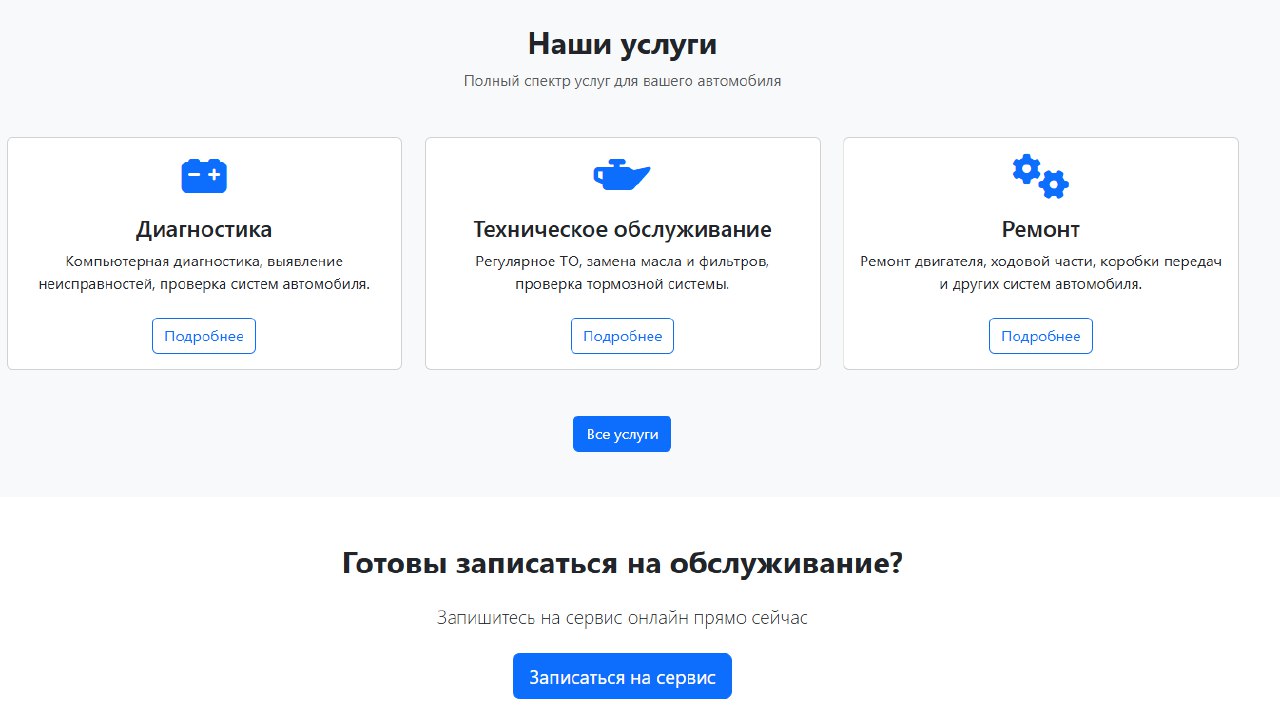 Наши услуги
Полный спектр услуг для вашего автомобиля
Диагностика
Компьютерная диагностика, выявление
неисправностей, проверка систем автомобиля.
Подробнее
Техническое обслуживание
Регулярное ТО, замена масла и фильтров,
проверка тормозной системы.
Подробнее
Ремонт
Ремонт двигателя, ходовой части, коробки передач
и других систем автомобиля.
Подробнее
Все услуги
Готовы записаться на обслуживание?
Запишитесь на сервис онлайн прямо сейчас
Записаться на сервис